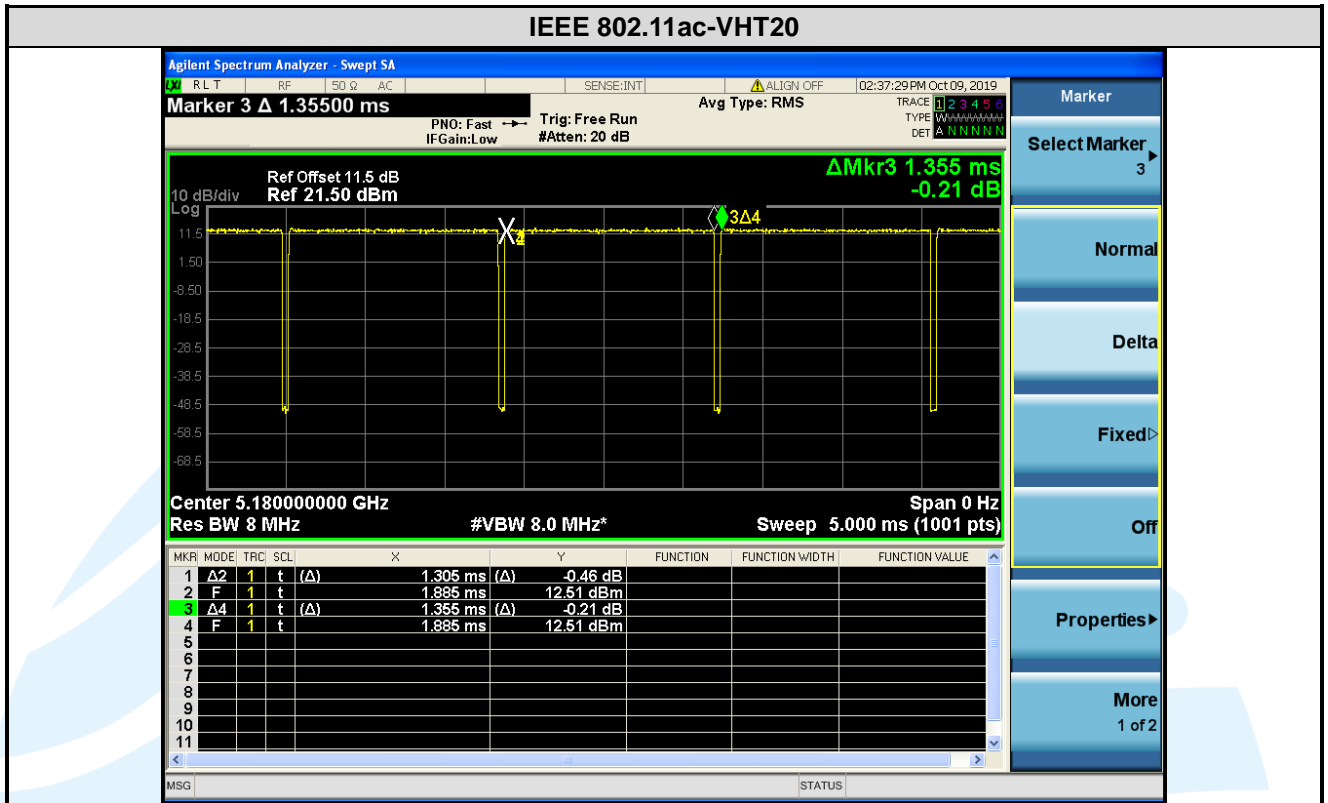 IEEE 802.11ac-VHT20
Agilent Spectrum Analyzer - Swept SA
LXI R L T RF 50 Ω AC SENSE:INT ALIGN OFF 02:37:29 PM Oct 09, 2019
Marker 3 Δ 1.35500 ms
PNO: Fast
IFGain:Low
Trig: Free Run
#Atten: 20 dB
Avg Type: RMS
TRACE 1 2 3 4 5 6
TYPE W
DET A N N N N N
ΔMkr3 1.355 ms
-0.21 dB
Ref Offset 11.5 dB
10 dB/div Ref 21.50 dBm
Log
3Δ4
11.5
1.50
-8.50
-18.5
-28.5
-38.5
-48.5
-58.5
-68.5
Center 5.180000000 GHz Span 0 Hz
Res BW 8 MHz #VBW 8.0 MHz* Sweep 5.000 ms (1001 pts)
MKR MODE TRC SCL X Y FUNCTION FUNCTION WIDTH FUNCTION VALUE
1 Δ2 1 t (Δ) 1.305 ms (Δ) -0.46 dB
2 F 1 t 1.885 ms 12.51 dBm
3 Δ4 1 t (Δ) 1.355 ms (Δ) -0.21 dB
4 F 1 t 1.885 ms 12.51 dBm
5
6
7
8
9
10
11
MSG STATUS
Marker
Select Marker
3
Normal
Delta
Fixed
Off
Properties
More
1 of 2